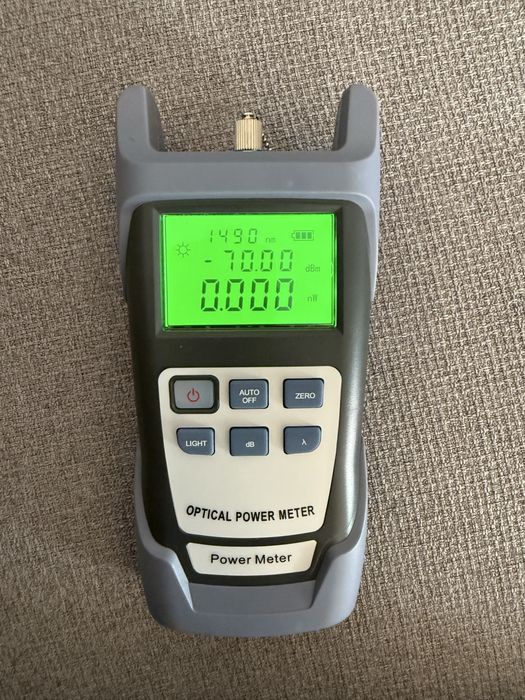 1490 nm
-70.00 dBm
0.000 nW
AUTO OFF
ZERO
LIGHT
dB
λ
OPTICAL POWER METER
Power Meter